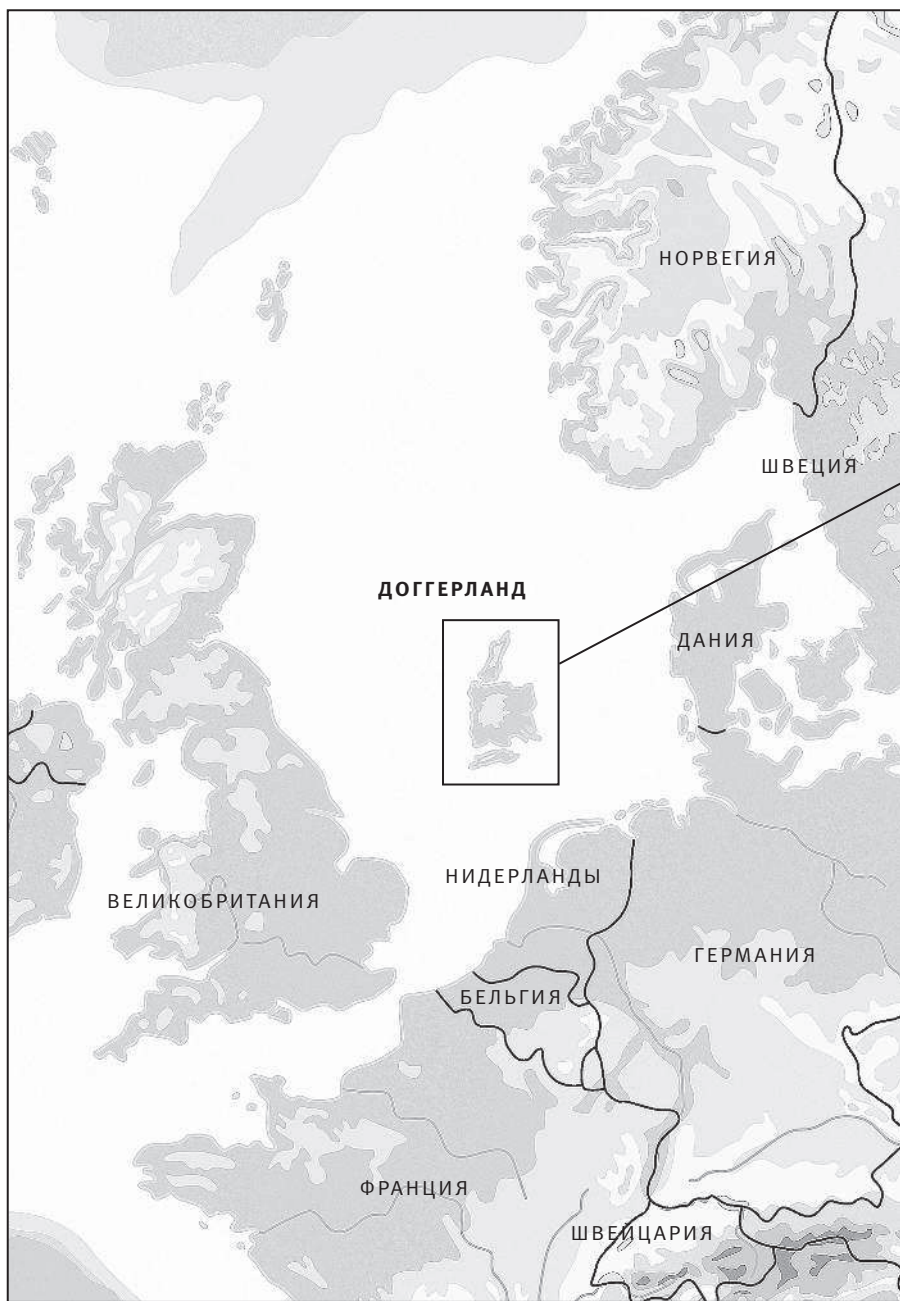 НОРВЕГИЯ
ШВЕЦИЯ
ДОГГЕРЛАНД
ДАНИЯ
НИДЕРЛАНДЫ
ВЕЛИКОБРИТАНИЯ
ГЕРМАНИЯ
БЕЛЬГИЯ
ФРАНЦИЯ
ШВЕЙЦАРИЯ